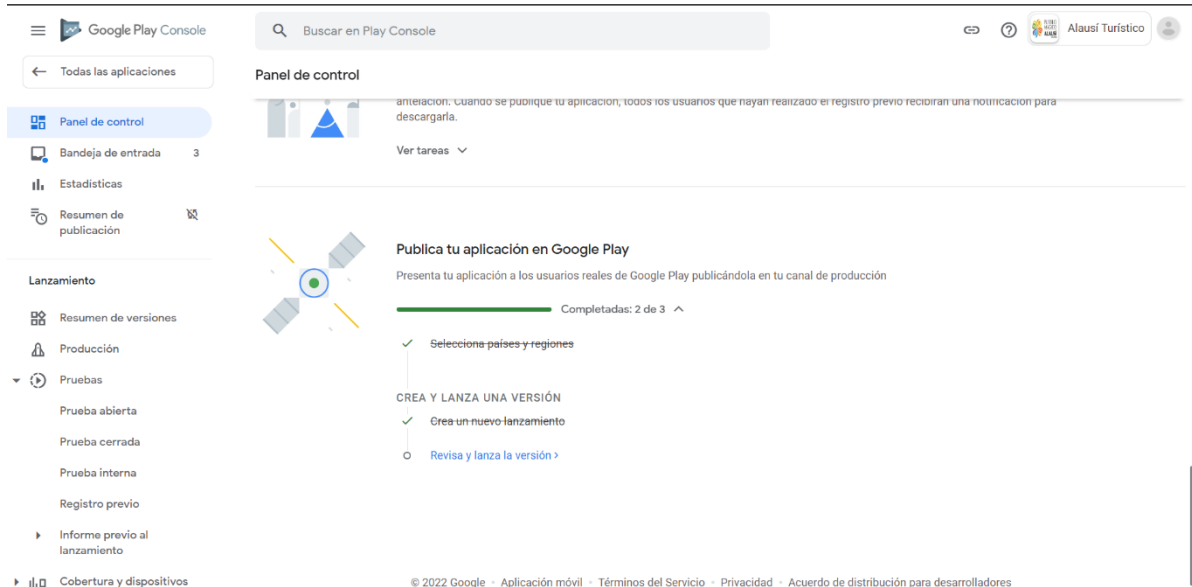 Google Play Console
Buscar en Play Console
Alausí Turístico
Todas las aplicaciones
Panel de control
Panel de control
Bandeja de entrada 3
Estadísticas
Resumen de
publicación
Lanzamiento
Resumen de versiones
Producción
Pruebas
Prueba abierta
Prueba cerrada
Prueba interna
Registro previo
Informe previo al
lanzamiento
Cobertura y dispositivos
antelación. Cuando se publique tu aplicación, todos los usuarios que hayan realizado el registro previo recibirán una notificación para
descargarla.
Ver tareas
Publica tu aplicación en Google Play
Presenta tu aplicación a los usuarios reales de Google Play publicándola en tu canal de producción
Completadas: 2 de 3
Selecciona países y regiones
CREA Y LANZA UNA VERSIÓN
Crea un nuevo lanzamiento
Revisa y lanza la versión >
© 2022 Google · Aplicación móvil · Términos del Servicio · Privacidad · Acuerdo de distribución para desarrolladores